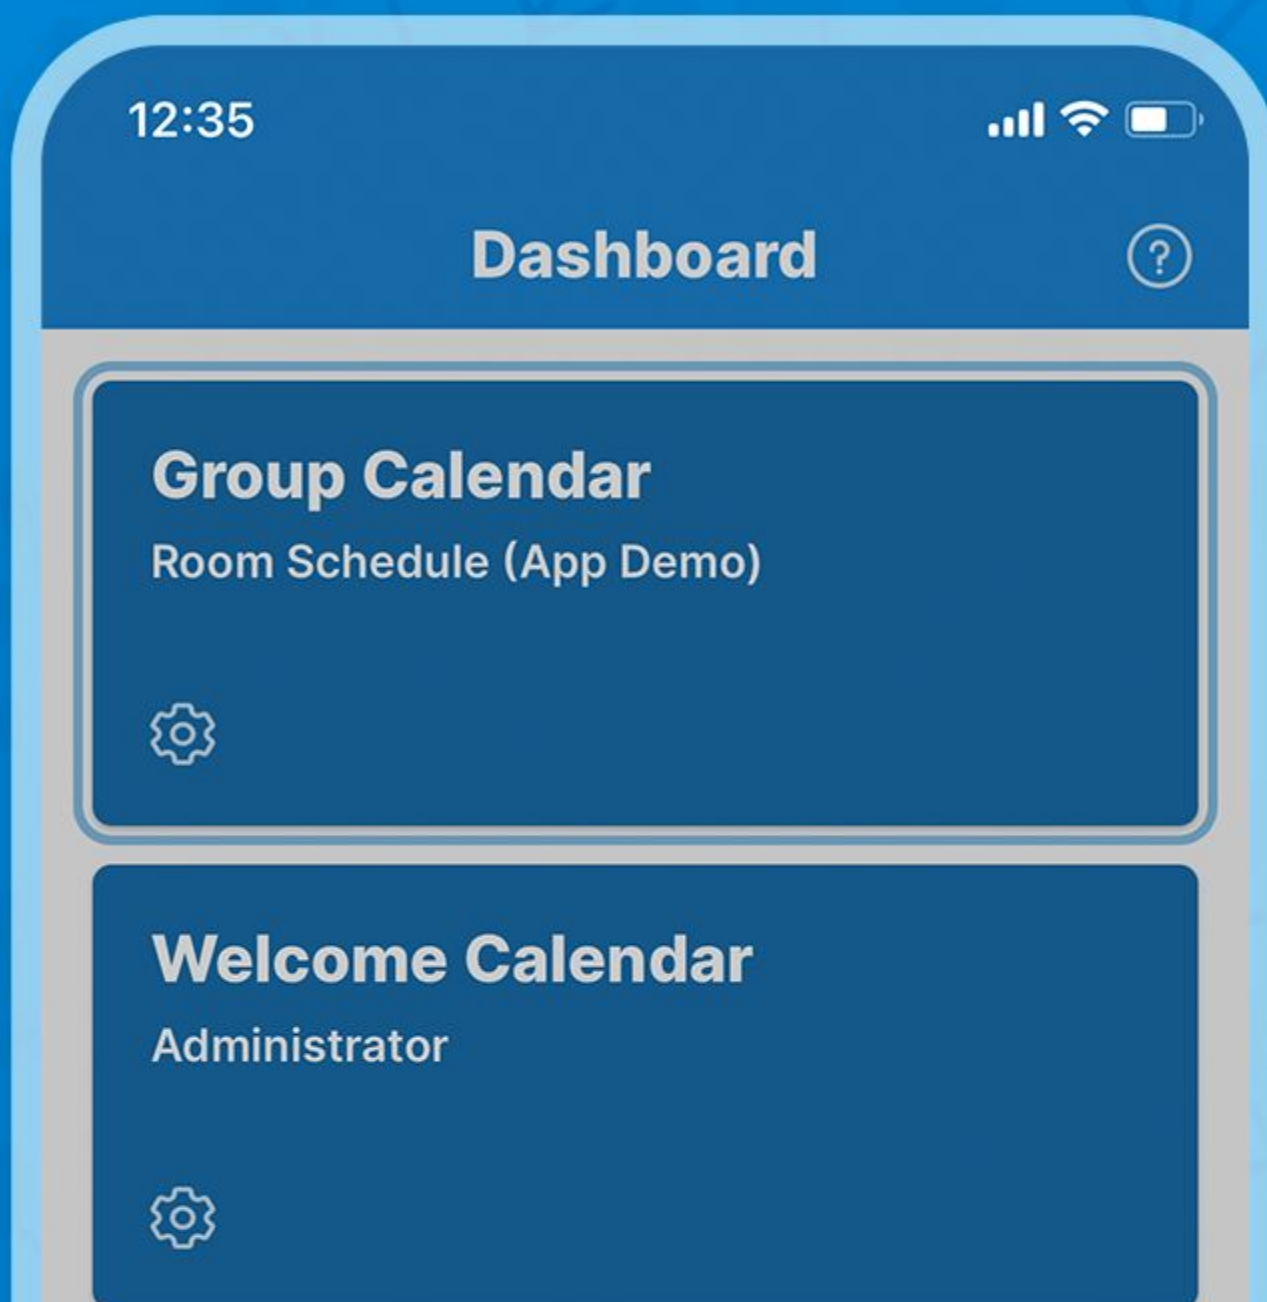 12:35
Dashboard
?
Group Calendar
Room Schedule (App Demo)
Welcome Calendar
Administrator